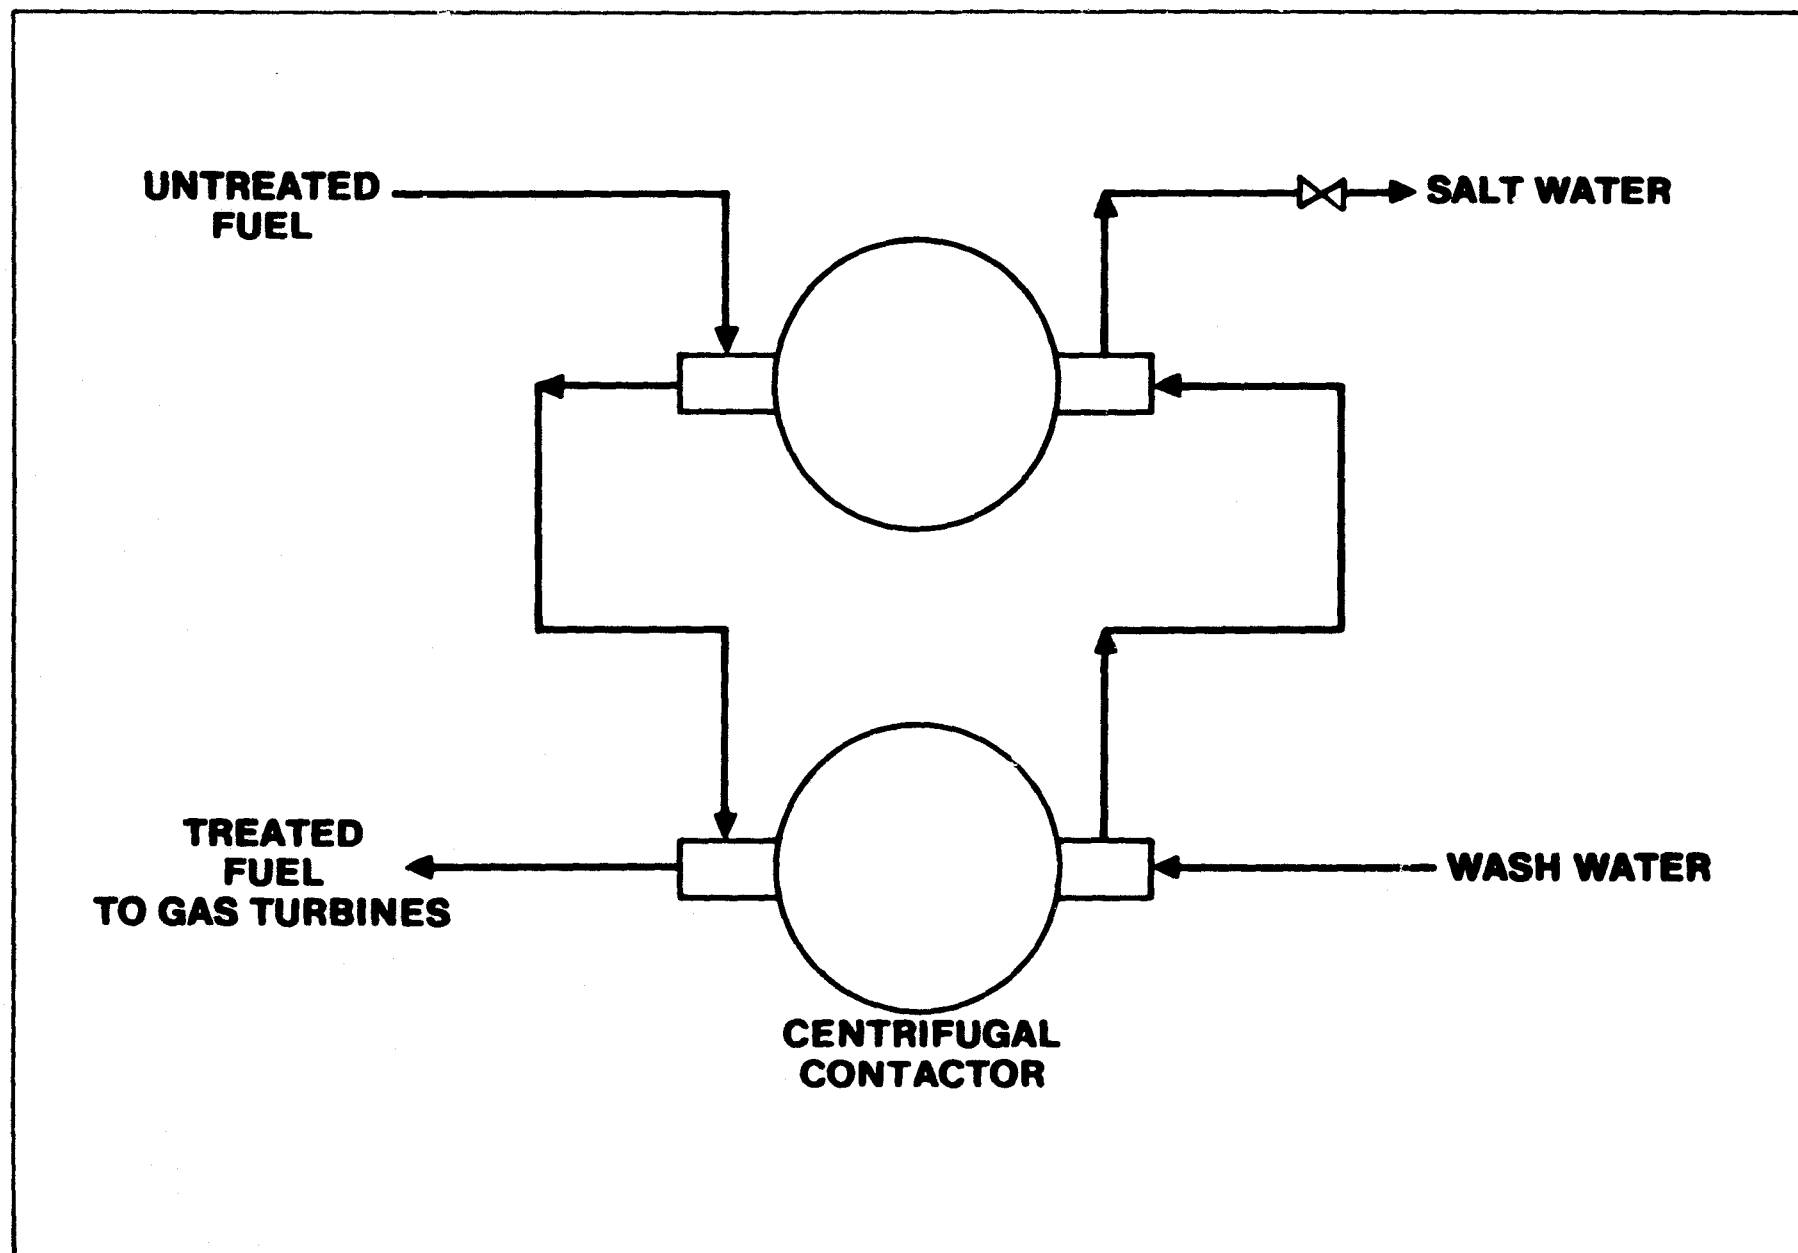 UNTREATED
FUEL
SALT WATER
TREATED
FUEL
TO GAS TURBINES
WASH WATER
CENTRIFUGAL
CONTACTOR